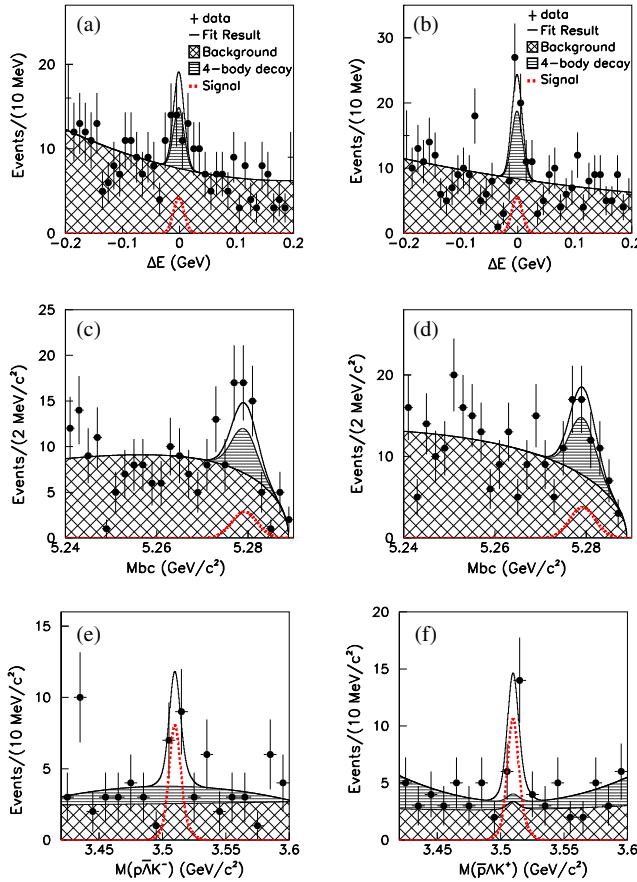 (a)
data
Fit Result
Background
4-body decay
Signal
Events/(10 MeV)
20
10
0
-0.2 -0.1 0 0.1 0.2
ΔE (GeV)
(b)
data
Fit Result
Background
4-body decay
Signal
Events/(10 MeV)
30
20
10
0
-0.2 -0.1 0 0.1 0.2
ΔE (GeV)
(c)
Events/(2 MeV/c²)
25
20
15
10
5
0
5.24 5.26 5.28
Mbc (GeV/c²)
(d)
Events/(2 MeV/c²)
20
10
0
5.24 5.26 5.28
Mbc (GeV/c²)
(e)
Events/(10 MeV/c²)
15
10
5
0
3.45 3.5 3.55 3.6
M(pΛ̅K⁻) (GeV/c²)
(f)
Events/(10 MeV/c²)
20
15
10
5
0
3.45 3.5 3.55 3.6
M(p̅ΛK⁺) (GeV/c²)